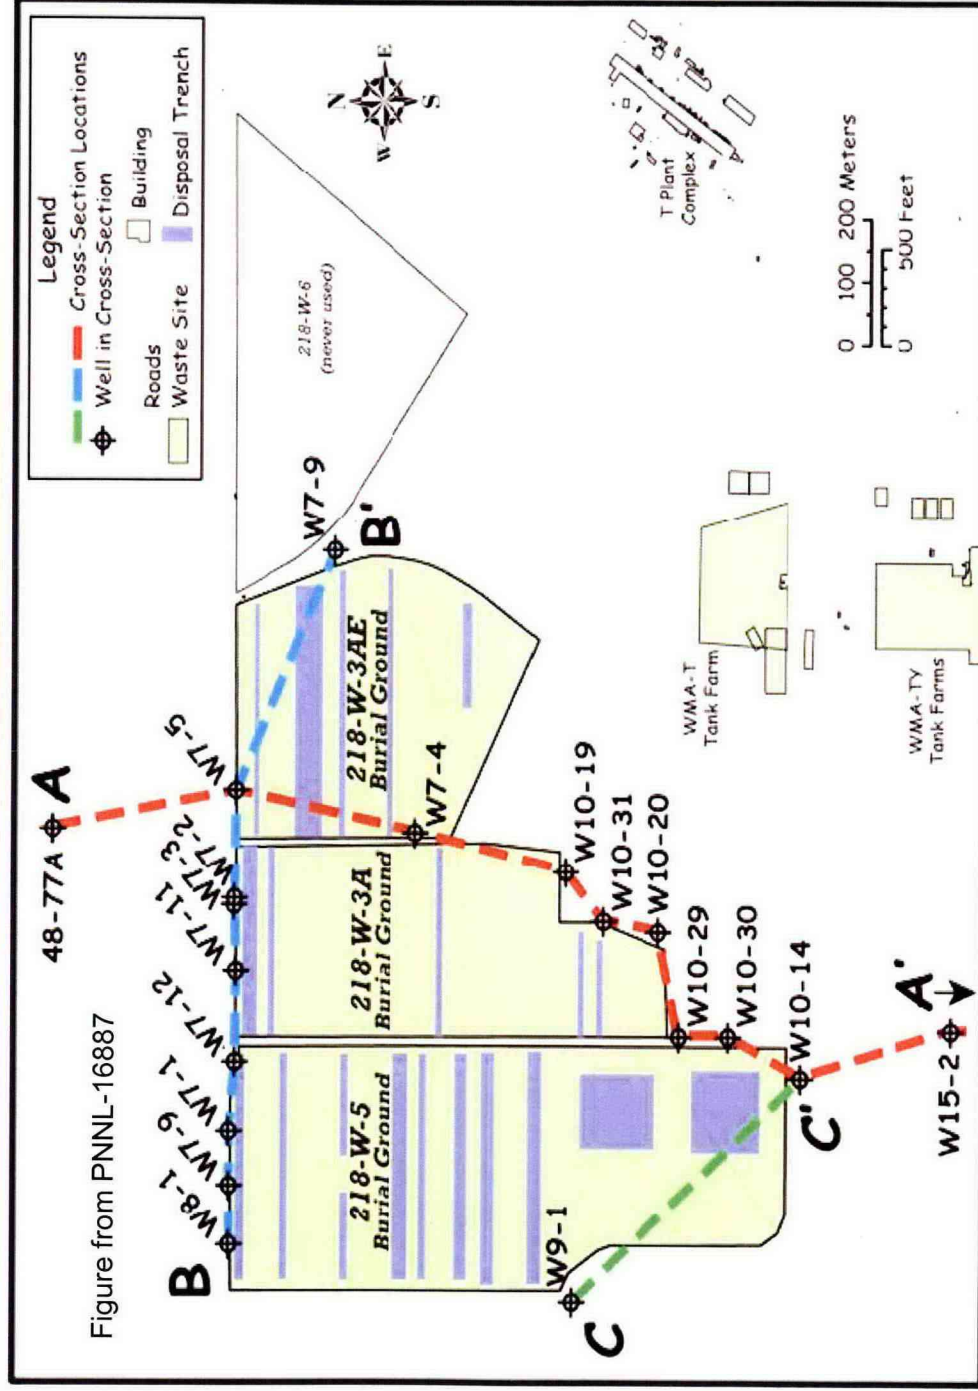 Figure from PNNL-16887
Legend
Cross-Section Locations
Well in Cross-Section
Roads
Building
Waste Site
Disposal Trench
N
W
E
S
48-77A
A
B
W8-1
W7-9
W7-1
W7-12
W7-11
W7-3
W7-2
W7-5
W7-9
B'
218-W-6
(never used)
218-W-5
Burial Ground
218-W-3A
Burial Ground
218-W-3AE
Burial Ground
W7-4
W10-19
W10-31
W10-20
W10-29
W10-30
W10-14
W9-1
C
C'
W15-2
A'
WMA-T
Tank Farm
WMA-TY
Tank Farms
T Plant
Complex
0 100 200 Meters
0 500 Feet